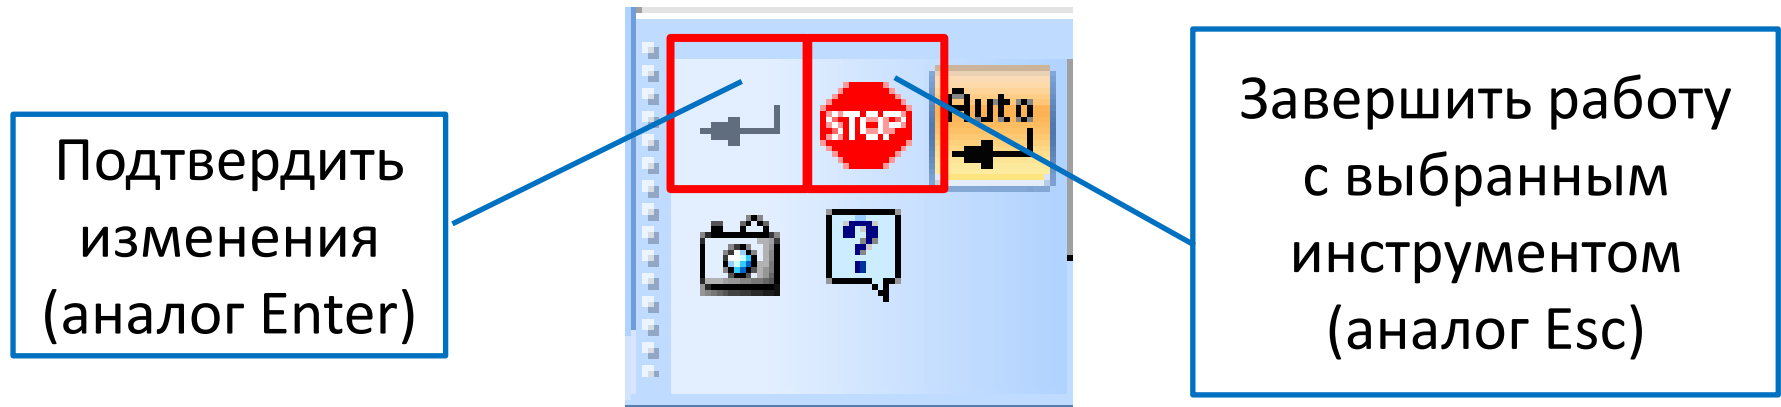 Подтвердить
изменения
(аналог Enter)
STOP
Auto
?
Завершить работу
с выбранным
инструментом
(аналог Esc)